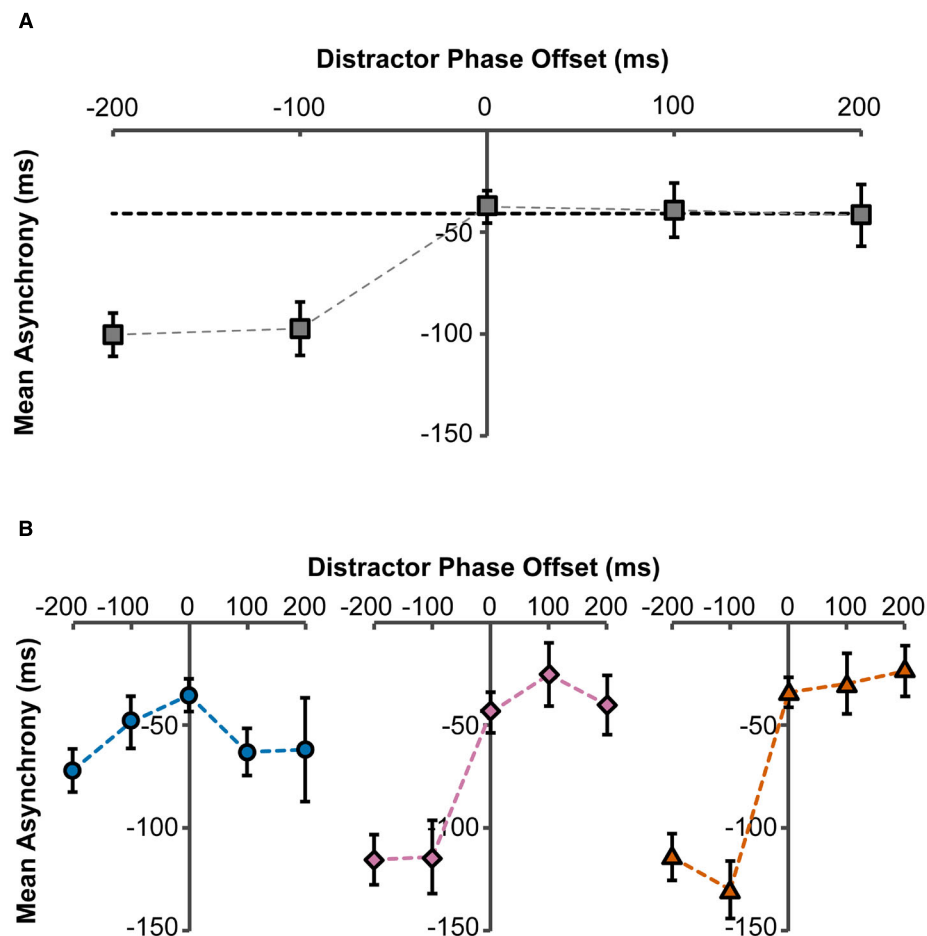 A
Distractor Phase Offset (ms)
-200 -100 0 100 200
Mean Asynchrony (ms)
-50
-100
-150
B
Distractor Phase Offset (ms)
-200 -100 0 100 200 -200 -100 0 100 200 -200 -100 0 100 200
Mean Asynchrony (ms)
-50 -50 -50
-100 -100 -100
-150 -150 -150